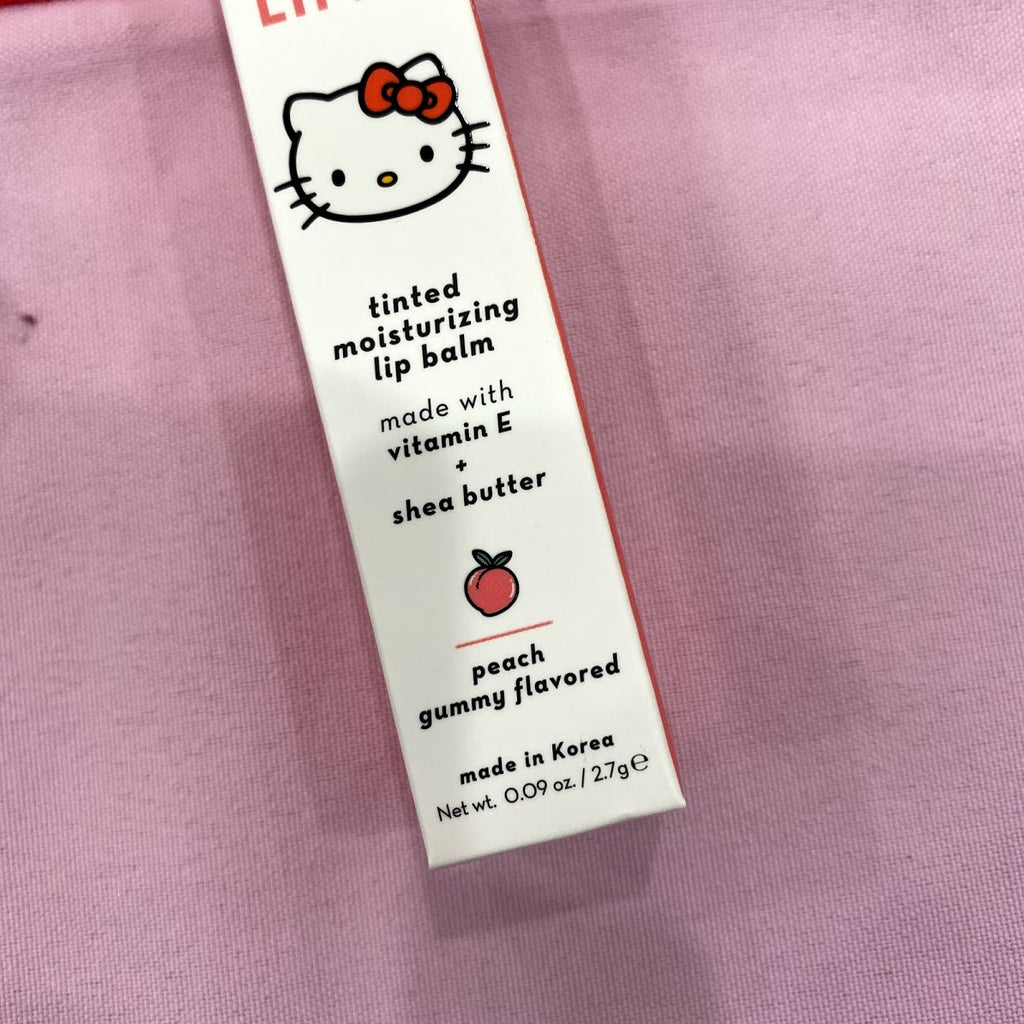 tinted
moisturizing
lip balm
made with
vitamin E
+
shea butter
peach
gummy flavored
made in Korea
Net wt. 0.09 oz. / 2.7g ℮